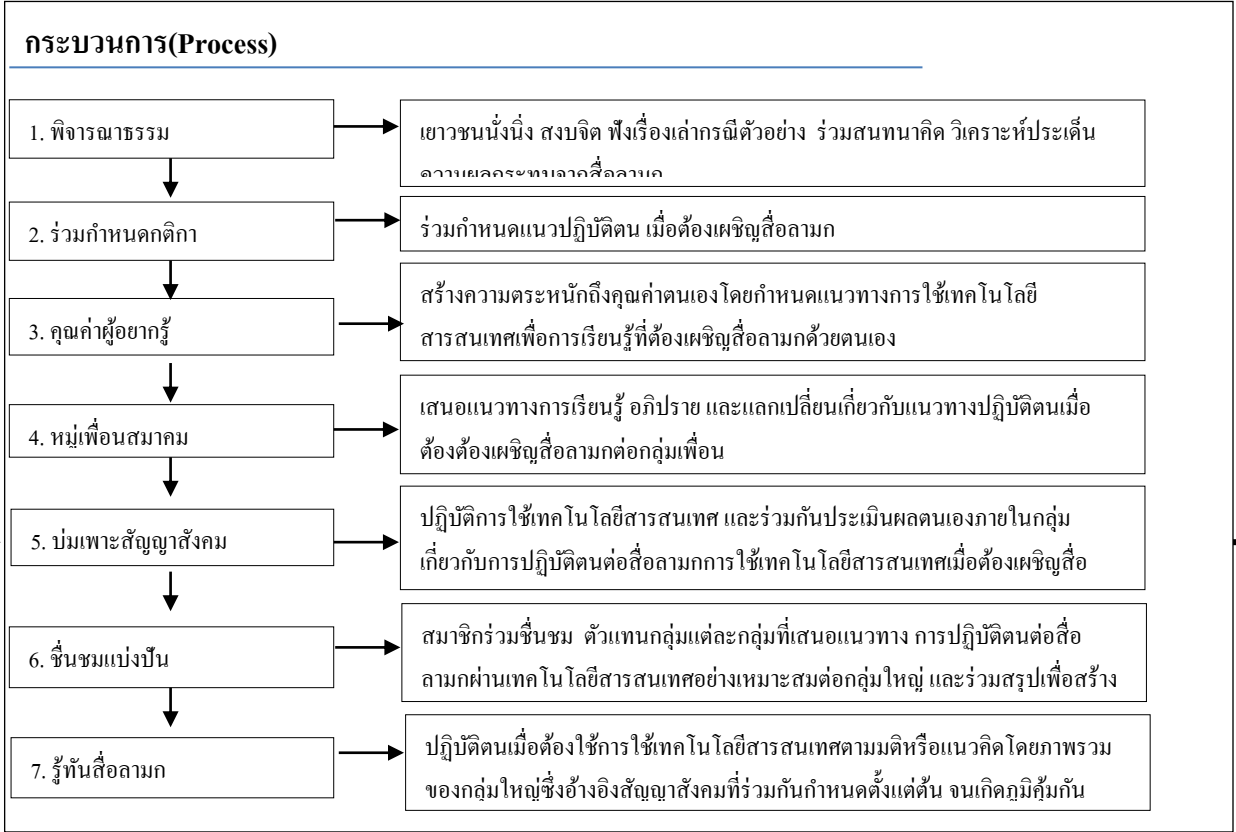 กระบวนการ(Process)
1. พิจารณาธรรม
เยาวชนนั่งนิ่ง สงบจิต ฟังเรื่องเล่ากรณีตัวอย่าง ร่วมสนทนาคิด วิเคราะห์ประเด็น
ความผลกระทบจากสื่อลามก
2. ร่วมกำหนดกติกา
ร่วมกำหนดแนวปฏิบัติตน เมื่อต้องเผชิญสื่อลามก
3. คุณค่าผู้อยากรู้
สร้างความตระหนักถึงคุณค่าตนเองโดยกำหนดแนวทางการใช้เทคโนโลยี
สารสนเทศเพื่อการเรียนรู้ที่ต้องเผชิญสื่อลามกด้วยตนเอง
4. หมู่เพื่อนสมาคม
เสนอแนวทางการเรียนรู้ อภิปราย และแลกเปลี่ยนเกี่ยวกับแนวทางปฏิบัติตนเมื่อ
ต้องต้องเผชิญสื่อลามกต่อกลุ่มเพื่อน
5. บ่มเพาะสัญญาสังคม
ปฏิบัติการใช้เทคโนโลยีสารสนเทศ และร่วมกันประเมินผลตนเองภายในกลุ่ม
เกี่ยวกับการปฏิบัติตนต่อสื่อลามกการใช้เทคโนโลยีสารสนเทศเมื่อต้องเผชิญสื่อ
6. ชื่นชมแบ่งปัน
สมาชิกร่วมชื่นชม ตัวแทนกลุ่มแต่ละกลุ่มที่เสนอแนวทาง การปฏิบัติตนต่อสื่อ
ลามกผ่านเทคโนโลยีสารสนเทศอย่างเหมาะสมต่อกลุ่มใหญ่ และร่วมสรุปเพื่อสร้าง
7. รู้ทันสื่อลามก
ปฏิบัติตนเมื่อต้องใช้การใช้เทคโนโลยีสารสนเทศตามมติหรือแนวคิดโดยภาพรวม
ของกลุ่มใหญ่ซึ่งอ้างอิงสัญญาสังคมที่ร่วมกันกำหนดตั้งแต่ต้น จนเกิดภูมิคุ้มกัน